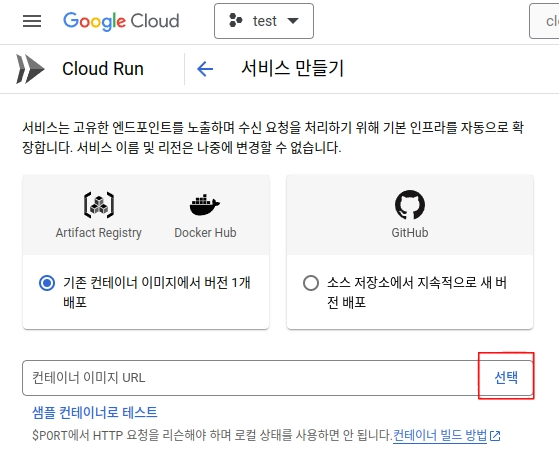 Google Cloud
test
cl
Cloud Run
서비스 만들기
서비스는 고유한 엔드포인트를 노출하며 수신 요청을 처리하기 위해 기본 인프라를 자동으로 확
장합니다. 서비스 이름 및 리전은 나중에 변경할 수 없습니다.
Artifact Registry
Docker Hub
GitHub
기존 컨테이너 이미지에서 버전 1개
배포
소스 저장소에서 지속적으로 새 버
전 배포
컨테이너 이미지 URL
선택
샘플 컨테이너로 테스트
$PORT에서 HTTP 요청을 리슨해야 하며 로컬 상태를 사용하면 안 됩니다.컨테이너 빌드 방법